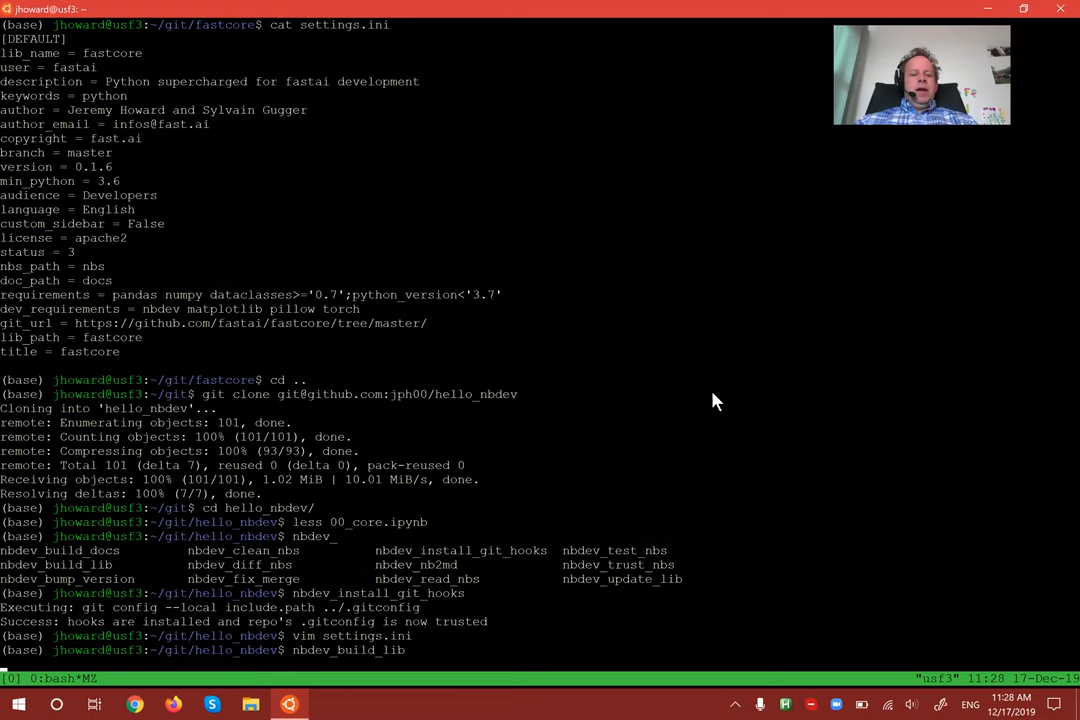 jhoward@usf3: ~
(base) jhoward@usf3:~/git/fastcore$ cat settings.ini
[DEFAULT]
lib_name = fastcore
user = fastai
description = Python supercharged for fastai development
keywords = python
author = Jeremy Howard and Sylvain Gugger
author_email = infos@fast.ai
copyright = fast.ai
branch = master
version = 0.1.6
min_python = 3.6
audience = Developers
language = English
custom_sidebar = False
license = apache2
status = 3
nbs_path = nbs
doc_path = docs
requirements = pandas numpy dataclasses>='0.7';python_version<'3.7'
dev_requirements = nbdev matplotlib pillow torch
git_url = https://github.com/fastai/fastcore/tree/master/
lib_path = fastcore
title = fastcore
(base) jhoward@usf3:~/git/fastcore$ cd ..
(base) jhoward@usf3:~/git$ git clone git@github.com:jph00/hello_nbdev
Cloning into 'hello_nbdev'...
remote: Enumerating objects: 101, done.
remote: Counting objects: 100% (101/101), done.
remote: Compressing objects: 100% (93/93), done.
remote: Total 101 (delta 7), reused 0 (delta 0), pack-reused 0
Receiving objects: 100% (101/101), 1.02 MiB | 10.01 MiB/s, done.
Resolving deltas: 100% (7/7), done.
(base) jhoward@usf3:~/git$ cd hello_nbdev/
(base) jhoward@usf3:~/git/hello_nbdev$ less 00_core.ipynb
(base) jhoward@usf3:~/git/hello_nbdev$ nbdev_
nbdev_build_docs nbdev_clean_nbs nbdev_install_git_hooks nbdev_test_nbs
nbdev_build_lib nbdev_diff_nbs nbdev_nb2md nbdev_trust_nbs
nbdev_bump_version nbdev_fix_merge nbdev_read_nbs nbdev_update_lib
(base) jhoward@usf3:~/git/hello_nbdev$ nbdev_install_git_hooks
Executing: git config --local include.path ../.gitconfig
Success: hooks are installed and repo's .gitconfig is now trusted
(base) jhoward@usf3:~/git/hello_nbdev$ vim settings.ini
(base) jhoward@usf3:~/git/hello_nbdev$ nbdev_build_lib
[0] 0:bash*MZ "usf3" 11:28 17-Dec-19
ENG 11:28 AM
12/17/2019